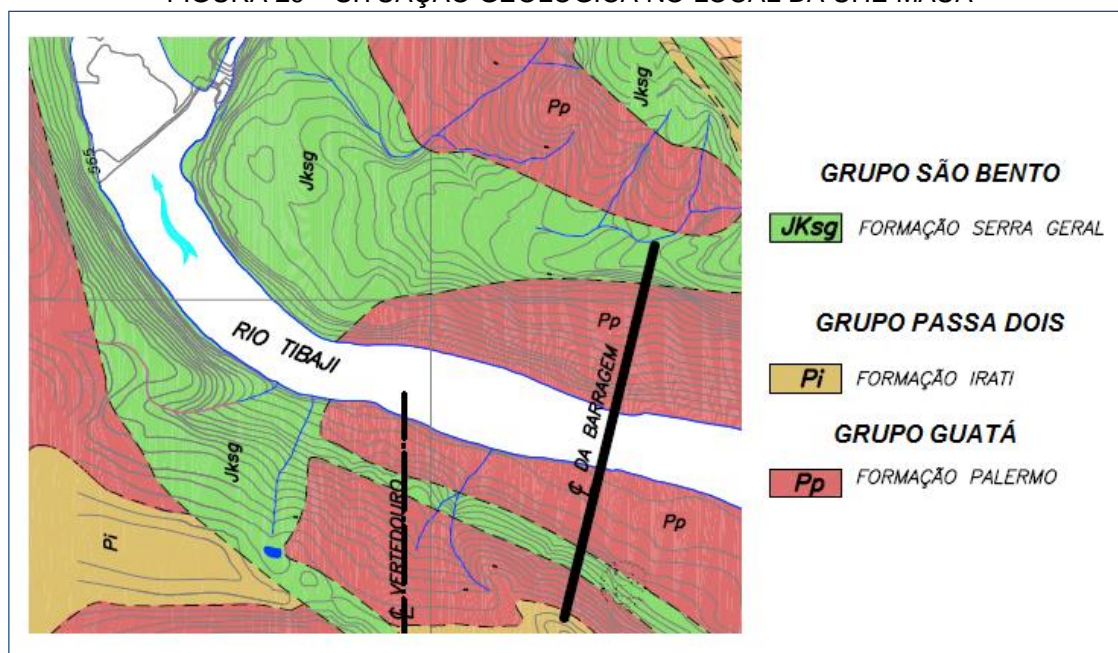 FIGURA 20 – SITUAÇÃO GEOLÓGICA NO LOCAL DA UHE MAUÁ
Jksg
Pp
Jksg
565
RIO TIBAJI
Pp
℄ DA BARRAGEM
Jksg
℄ VERTEDOURO
Pp
Pi
GRUPO SÃO BENTO
JKsg FORMAÇÃO SERRA GERAL
GRUPO PASSA DOIS
Pi FORMAÇÃO IRATI
GRUPO GUATÁ
Pp FORMAÇÃO PALERMO